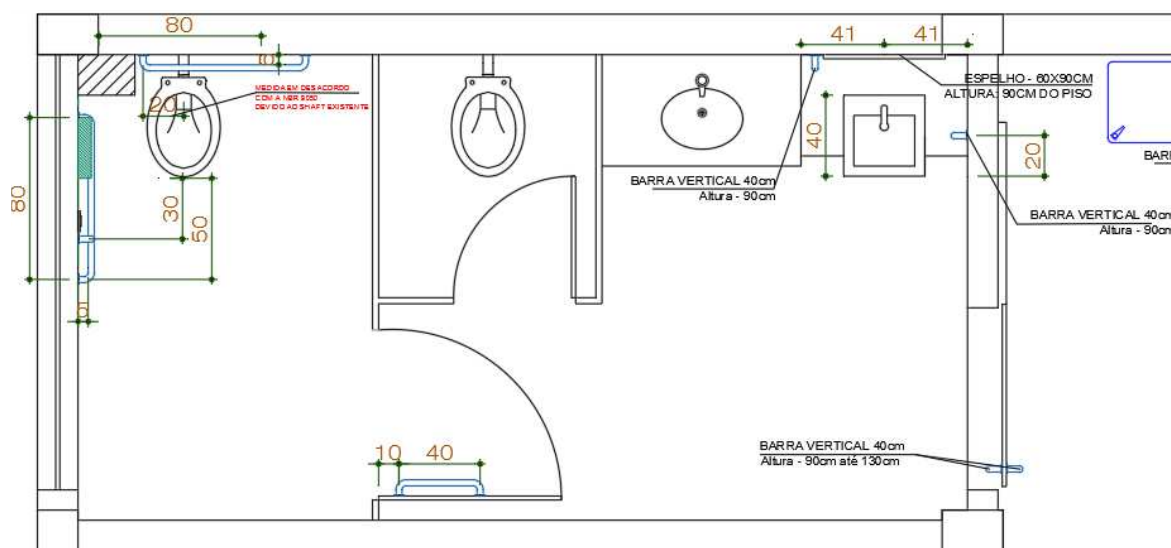 80
41
41
6
MEDIDA EM DESACORDO
COM A NBR 9050
DEVIDO AO SHAFT EXISTENTE
ESPELHO - 60X90CM
ALTURA: 90CM DO PISO
20
40
20
80
BARRA VERTICAL 40cm
Altura - 90cm
30
50
BARRA VERTICAL 40cm
Altura - 90cm
5
BARRA VERTICAL 40cm
Altura - 90cm até 130cm
10
40